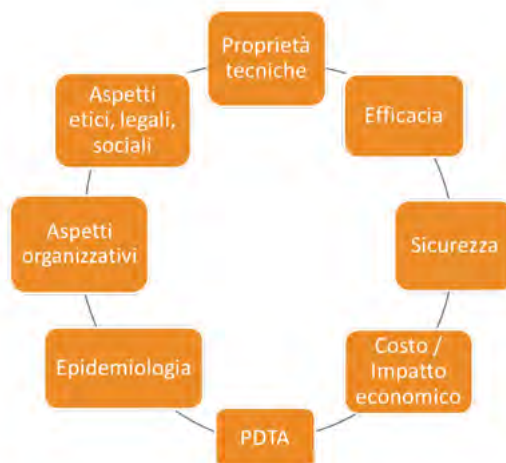 Proprietà
tecniche
Efficacia
Sicurezza
Costo /
Impatto
economico
PDTA
Epidemiologia
Aspetti
organizzativi
Aspetti
etici, legali,
sociali